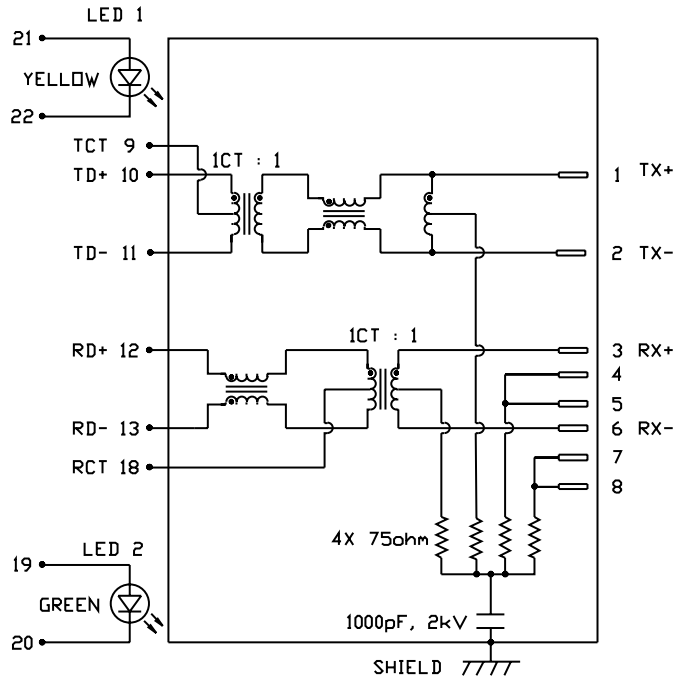 LED 1
21
YELLOW
22
TCT 9
1CT : 1
TD+ 10
1 TX+
TD- 11
2 TX-
1CT : 1
RD+ 12
3 RX+
4
5
RD- 13
6 RX-
RCT 18
7
8
4X 75ohm
LED 2
19
GREEN
20
1000pF, 2kV
SHIELD